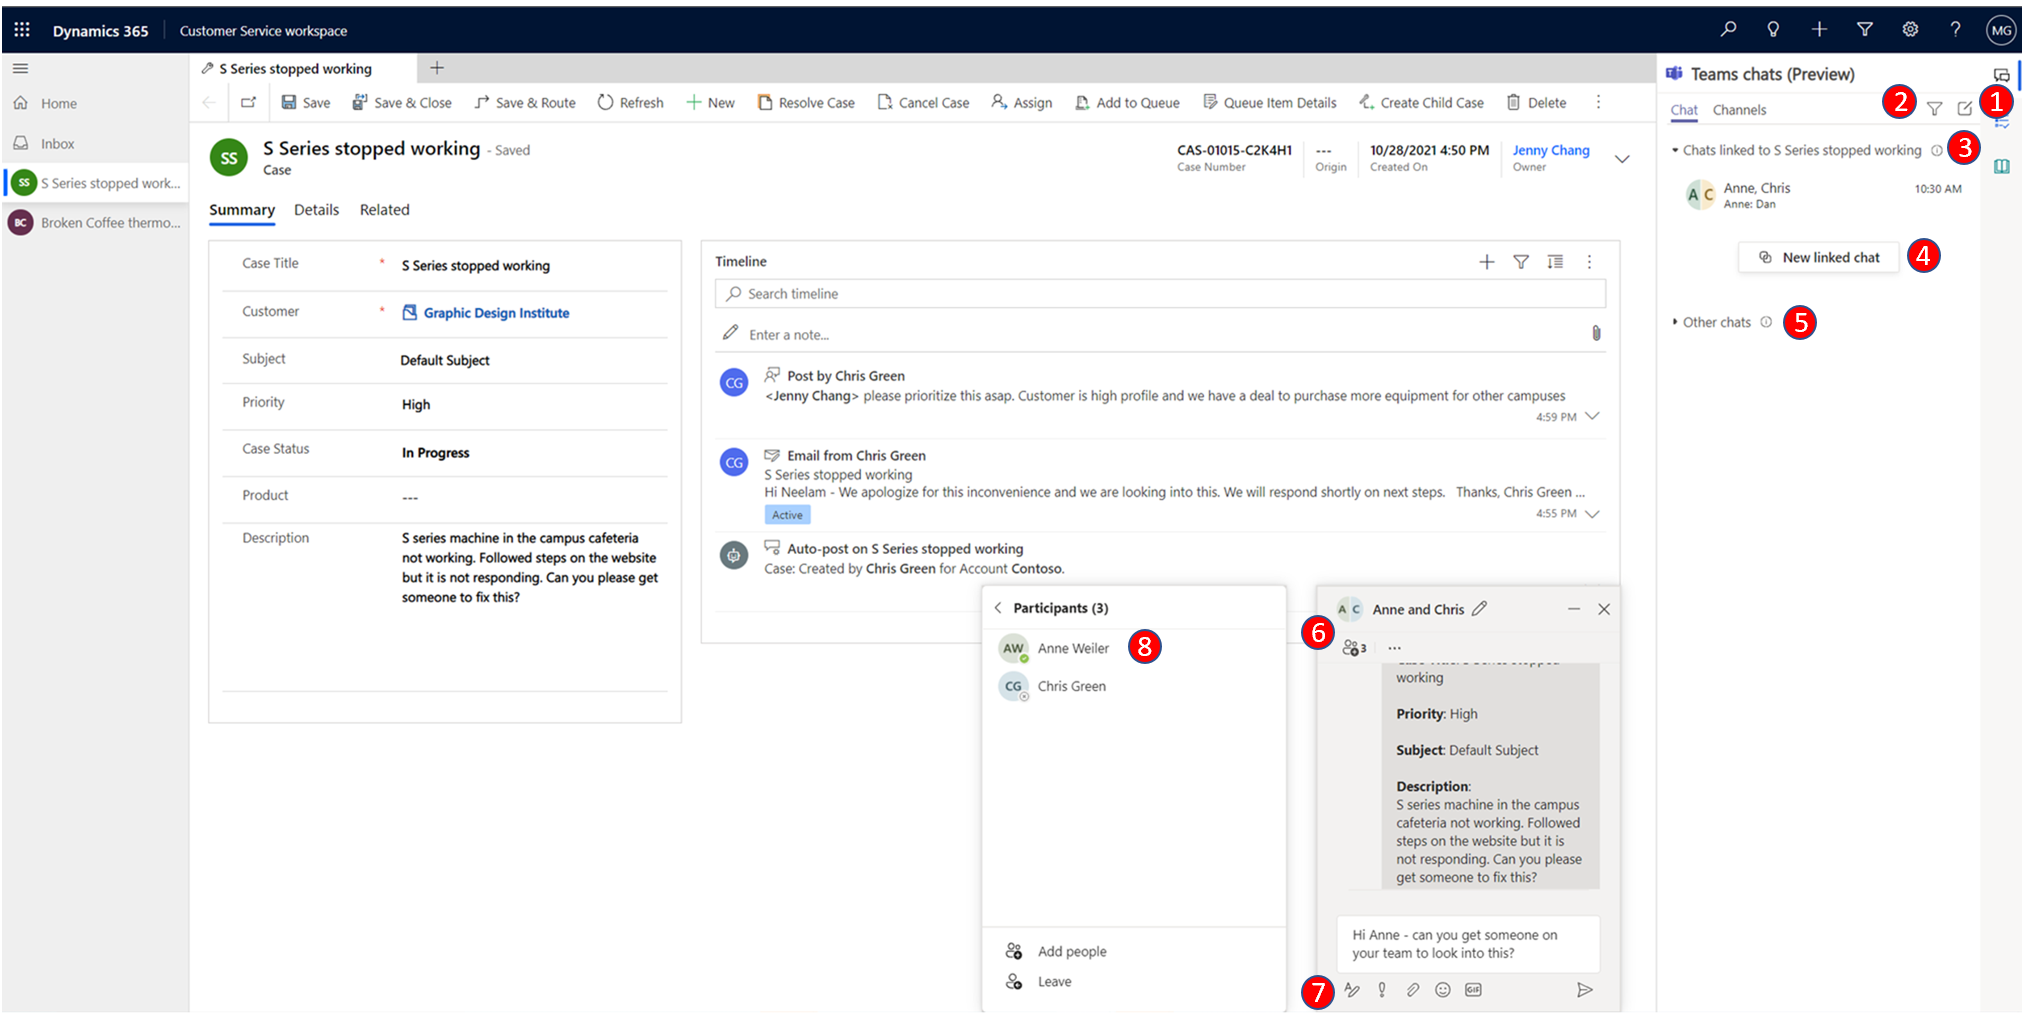 Dynamics 365 Customer Service workspace MG
Home
Inbox
SS S Series stopped work...
BC Broken Coffee thermo...
S Series stopped working
Save Save & Close Save & Route Refresh New Resolve Case Cancel Case Assign Add to Queue Queue Item Details Create Child Case Delete
SS S Series stopped working - Saved
Case
CAS-01015-C2K4H1 --- 10/28/2021 4:50 PM Jenny Chang
Case Number Origin Created On Owner
Summary Details Related
Case Title * S Series stopped working
Customer * Graphic Design Institute
Subject Default Subject
Priority High
Case Status In Progress
Product ---
Description S series machine in the campus cafeteria
not working. Followed steps on the website
but it is not responding. Can you please get
someone to fix this?
Timeline
Search timeline
Enter a note...
CG Post by Chris Green
<Jenny Chang> please prioritize this asap. Customer is high profile and we have a deal to purchase more equipment for other campuses
4:59 PM
CG Email from Chris Green
S Series stopped working
Hi Neelam - We apologize for this inconvenience and we are looking into this. We will respond shortly on next steps. Thanks, Chris Green ...
Active 4:55 PM
Auto-post on S Series stopped working
Case: Created by Chris Green for Account Contoso.
Participants (3)
AW Anne Weiler 8
CG Chris Green
Add people
Leave
A C Anne and Chris
6
3 ...
Case Title: S Series stopped
working
Priority: High
Subject: Default Subject
Description:
S series machine in the campus
cafeteria not working. Followed
steps on the website but it is
not responding. Can you please
get someone to fix this?
Hi Anne - can you get someone on
your team to look into this?
7 GIF
Teams chats (Preview)
Chat Channels 2 1
Chats linked to S Series stopped working 3
A C Anne, Chris 10:30 AM
Anne: Dan
New linked chat 4
Other chats 5